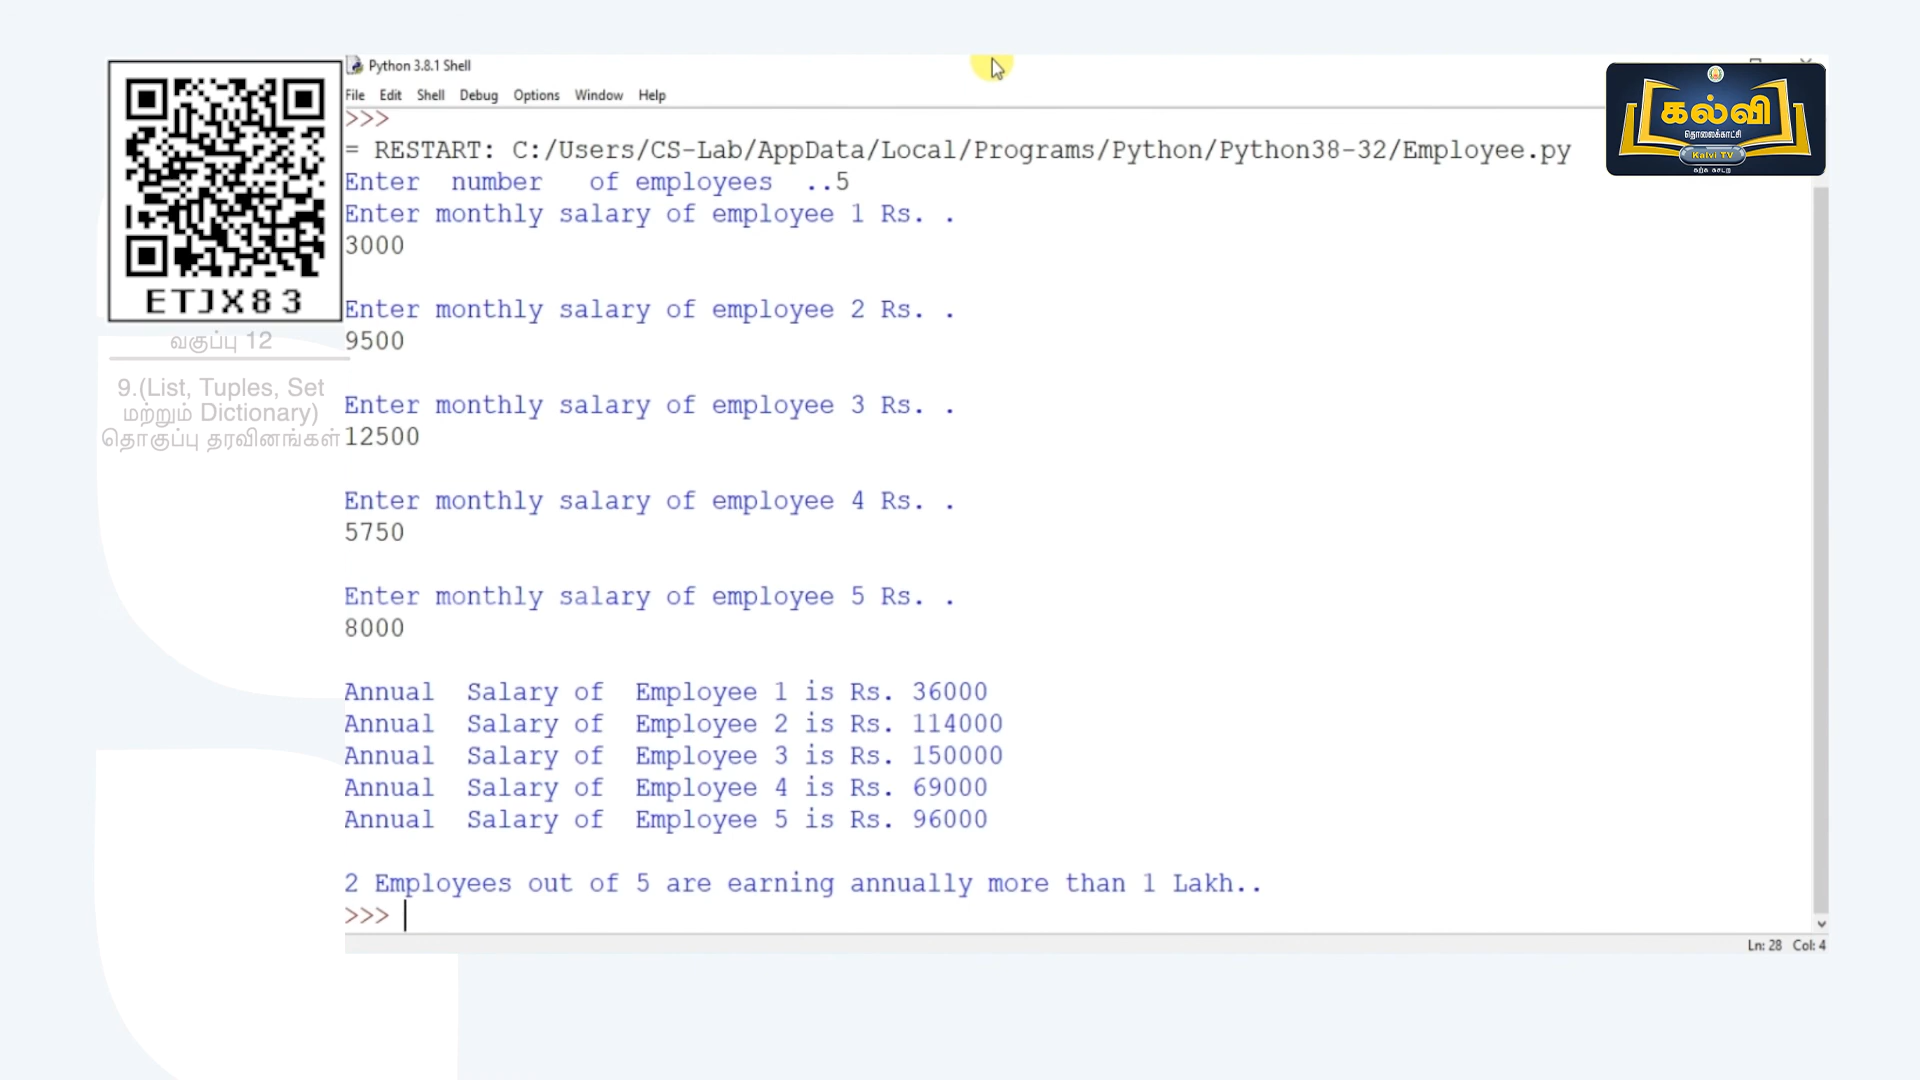 Python 3.8.1 Shell
File Edit Shell Debug Options Window Help
>>>
= RESTART: C:/Users/CS-Lab/AppData/Local/Programs/Python/Python38-32/Employee.py
Enter  number   of employees  ..5
Enter monthly salary of employee 1 Rs. .
3000
Enter monthly salary of employee 2 Rs. .
9500
Enter monthly salary of employee 3 Rs. .
12500
Enter monthly salary of employee 4 Rs. .
5750
Enter monthly salary of employee 5 Rs. .
8000
Annual  Salary of  Employee 1 is Rs. 36000
Annual  Salary of  Employee 2 is Rs. 114000
Annual  Salary of  Employee 3 is Rs. 150000
Annual  Salary of  Employee 4 is Rs. 69000
Annual  Salary of  Employee 5 is Rs. 96000
2 Employees out of 5 are earning annually more than 1 Lakh..
>>>
Ln: 28 Col: 4
ETJX83
வகுப்பு 12
9.(List, Tuples, Set
மற்றும் Dictionary)
தொகுப்பு தரவினங்கள்
கல்வி
தொலைக்காட்சி
Kalvi TV
கற்க கசடற